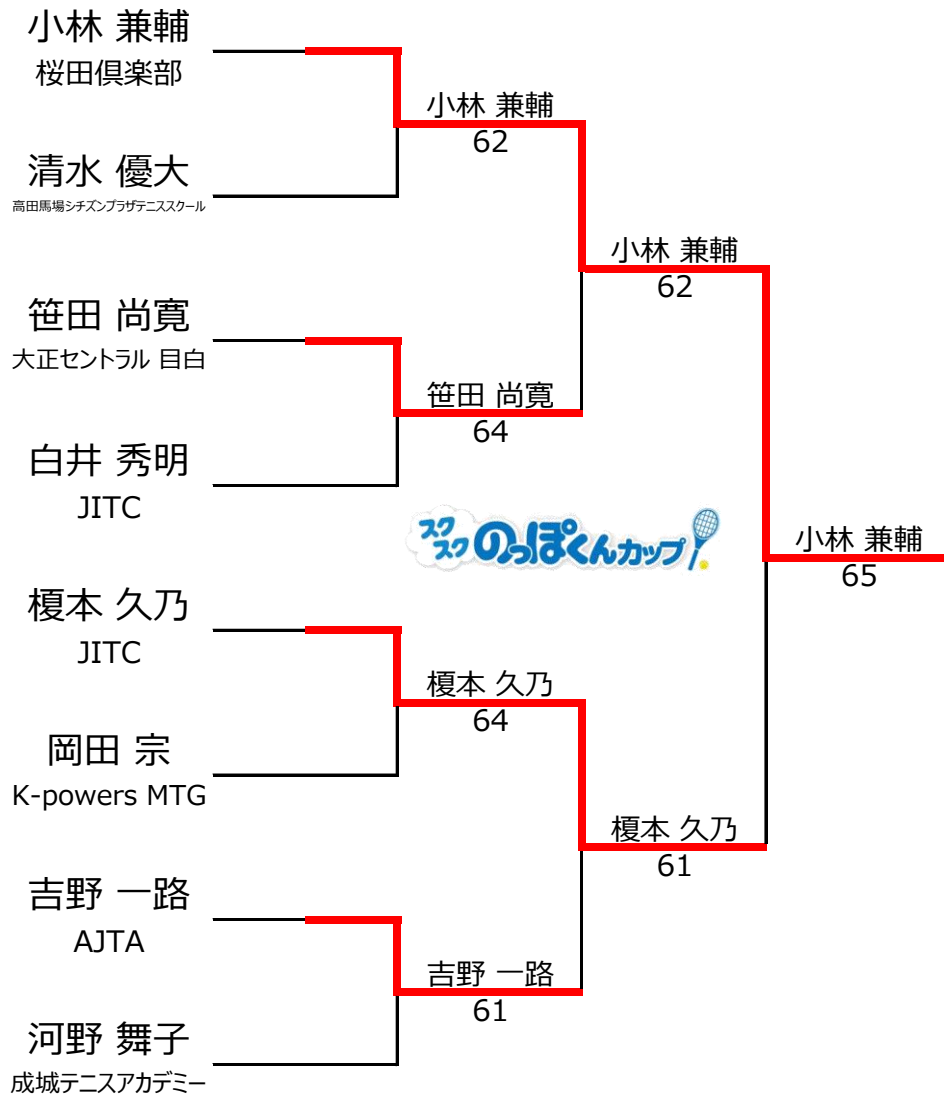 小林 兼輔
桜田倶楽部
小林 兼輔
62
清水 優大
高田馬場シチズンプラザテニススクール
小林 兼輔
62
笹田 尚寛
大正セントラル 目白
笹田 尚寛
64
白井 秀明
JITC
スクスクのっぽくんカップ
小林 兼輔
65
榎本 久乃
JITC
榎本 久乃
64
岡田 宗
K-powers MTG
榎本 久乃
61
吉野 一路
AJTA
吉野 一路
61
河野 舞子
成城テニスアカデミー